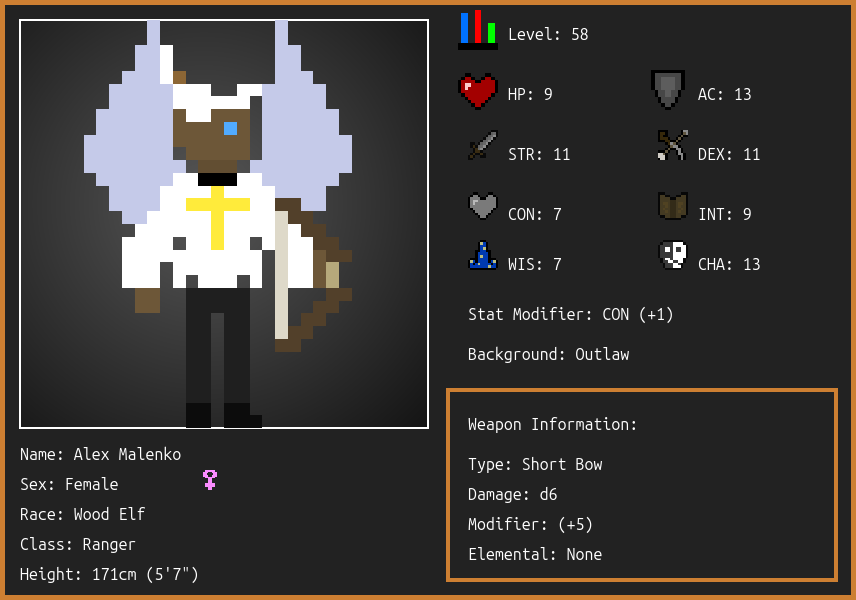 Level: 58
HP: 9
AC: 13
STR: 11
DEX: 11
CON: 7
INT: 9
WIS: 7
CHA: 13
Stat Modifier: CON (+1)
Background: Outlaw
Weapon Information:
Type: Short Bow
Damage: d6
Modifier: (+5)
Elemental: None
Name: Alex Malenko
Sex: Female
Race: Wood Elf
Class: Ranger
Height: 171cm (5'7")